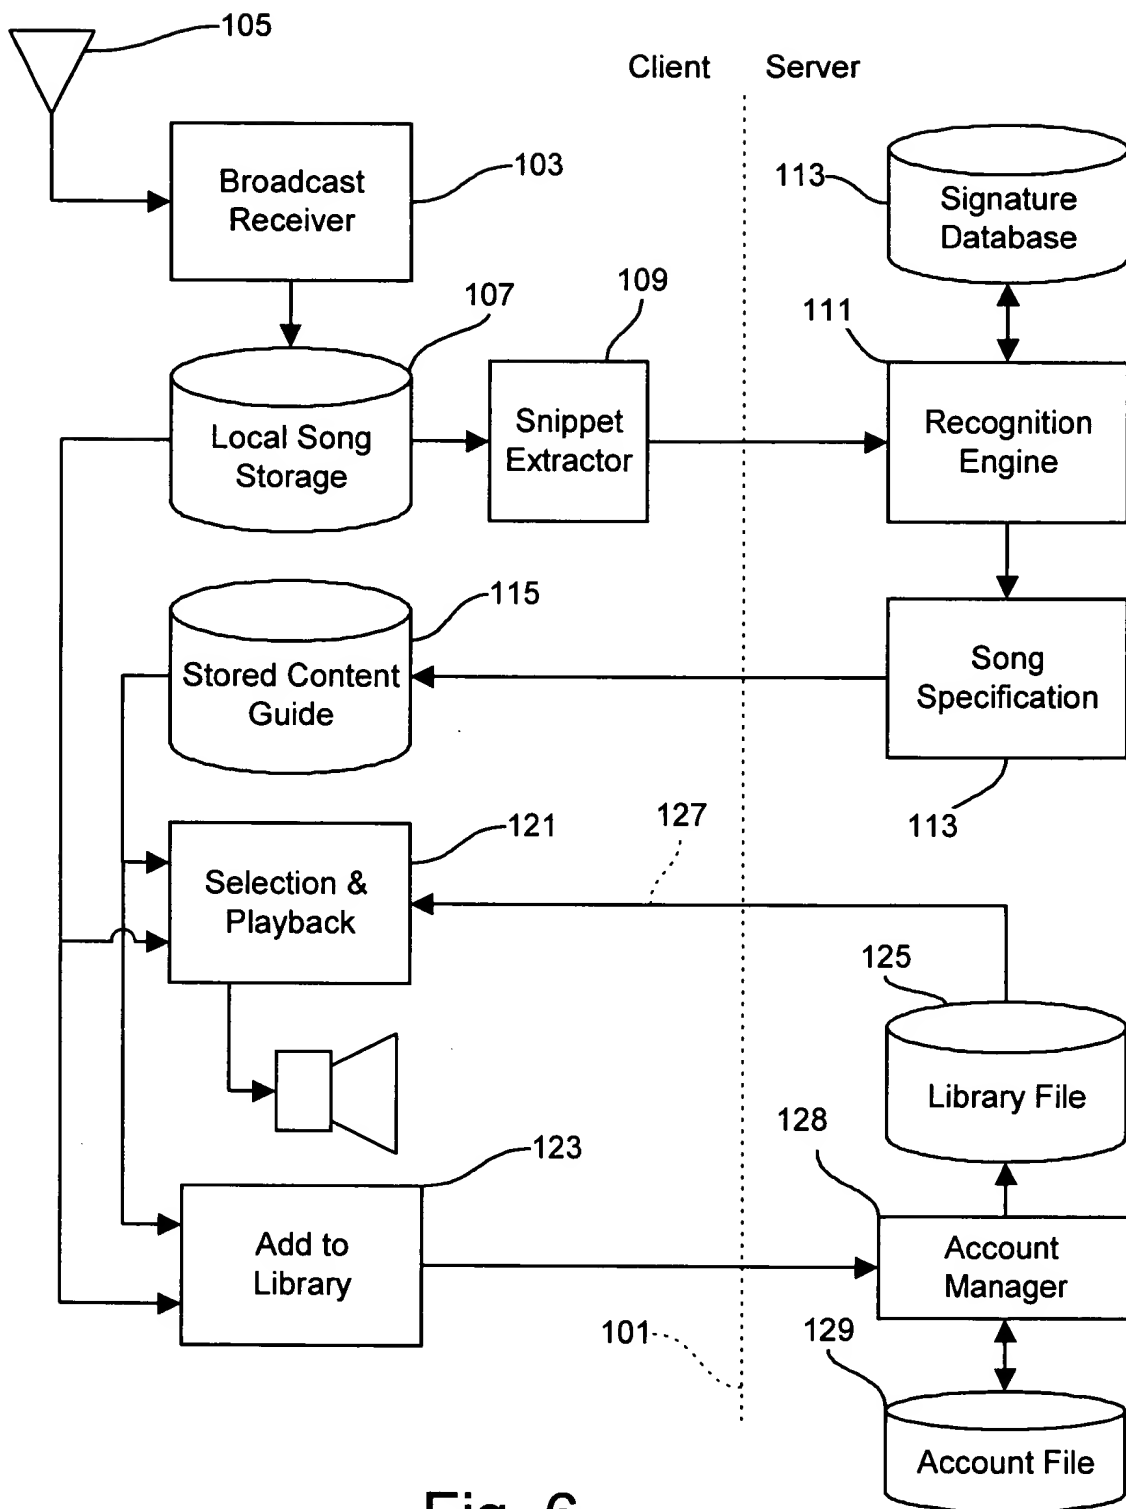 105
Client
Server
Broadcast
Receiver
103
113
Signature
Database
107
109
111
Local Song
Storage
Snippet
Extractor
Recognition
Engine
115
Stored Content
Guide
Song
Specification
113
121
127
Selection &
Playback
125
Library File
123
128
Add to
Library
Account
Manager
101
129
Account File
Fig. 6